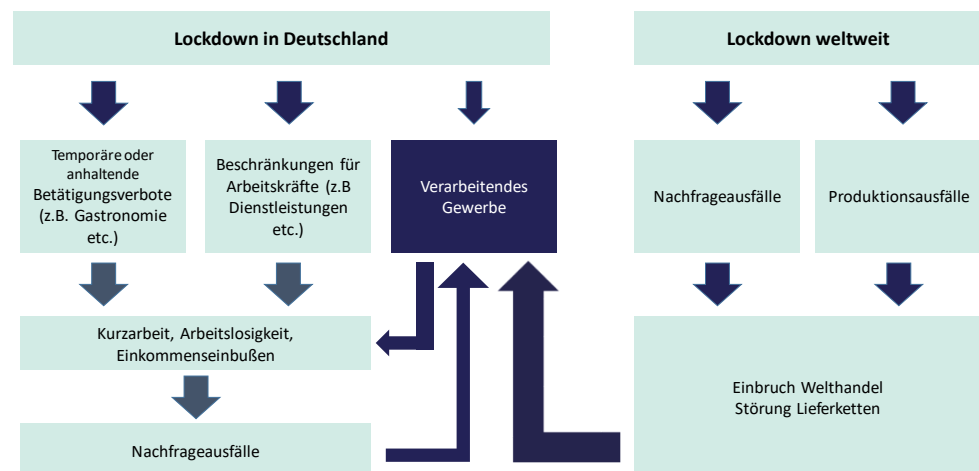 Lockdown in Deutschland
Lockdown weltweit
Temporäre oder
anhaltende
Betätigungsverbote
(z.B. Gastronomie
etc.)
Beschränkungen für
Arbeitskräfte (z.B
Dienstleistungen
etc.)
Verarbeitendes
Gewerbe
Nachfrageausfälle
Produktionsausfälle
Kurzarbeit, Arbeitslosigkeit,
Einkommenseinbußen
Einbruch Welthandel
Störung Lieferketten
Nachfrageausfälle